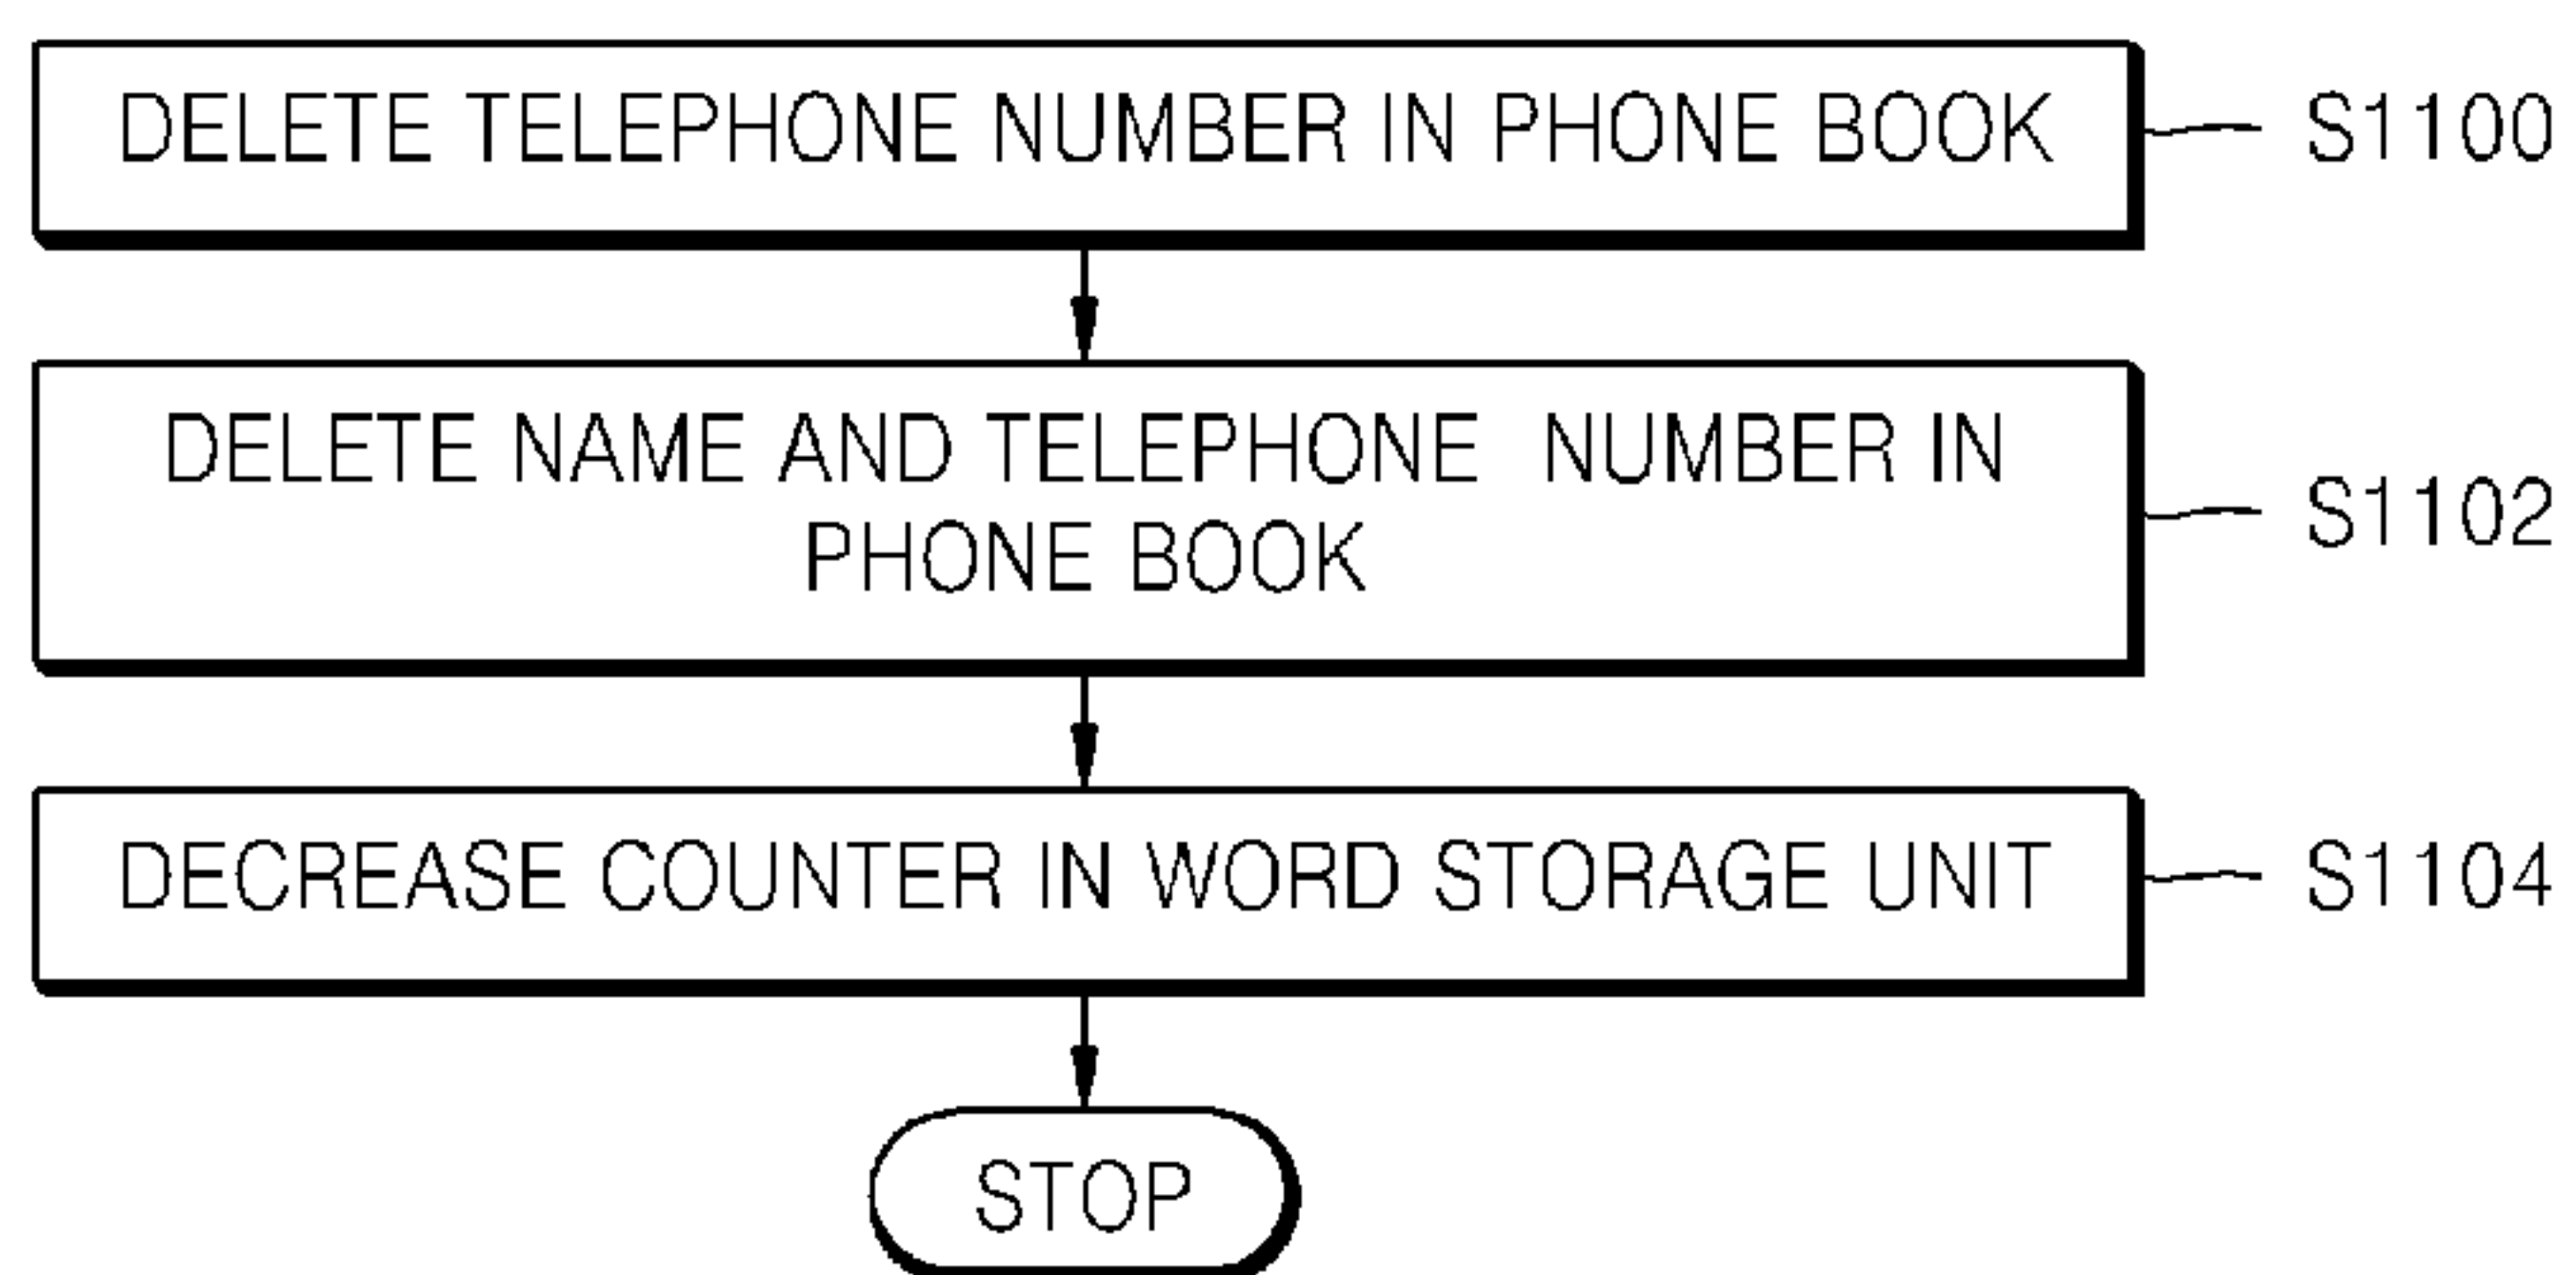 DELETE TELEPHONE NUMBER IN PHONE BOOK S1100
DELETE NAME AND TELEPHONE NUMBER IN
PHONE BOOK
S1102
DECREASE COUNTER IN WORD STORAGE UNIT S1104
STOP